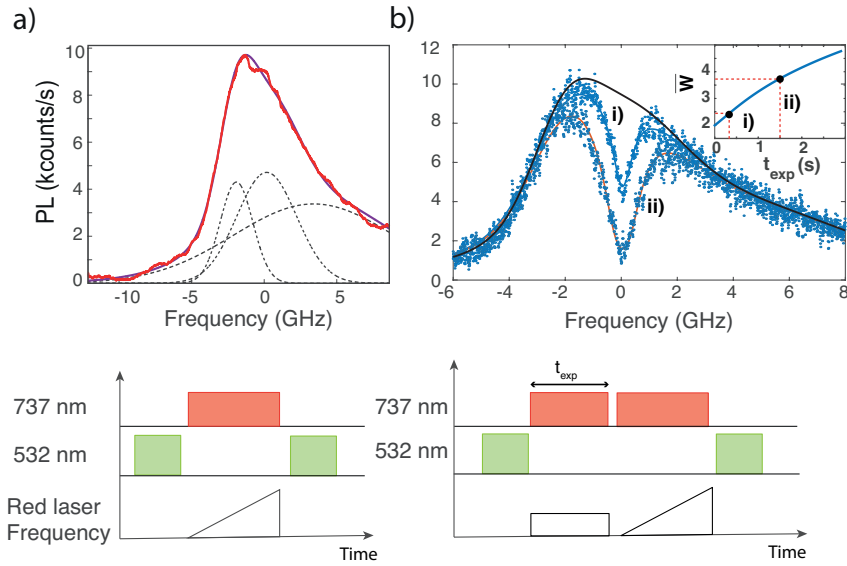 a)
10
8
6
4
2
0
PL (kcounts/s)
-10
-5
0
5
Frequency (GHz)
b)
12
10
8
6
4
2
0
i)
ii)
-6
-4
-2
0
2
4
6
8
Frequency (GHz)
W
4
3
2
i)
ii)
0
2
t_exp (s)
737 nm
532 nm
Red laser
Frequency
Time
t_exp
737 nm
532 nm
Time